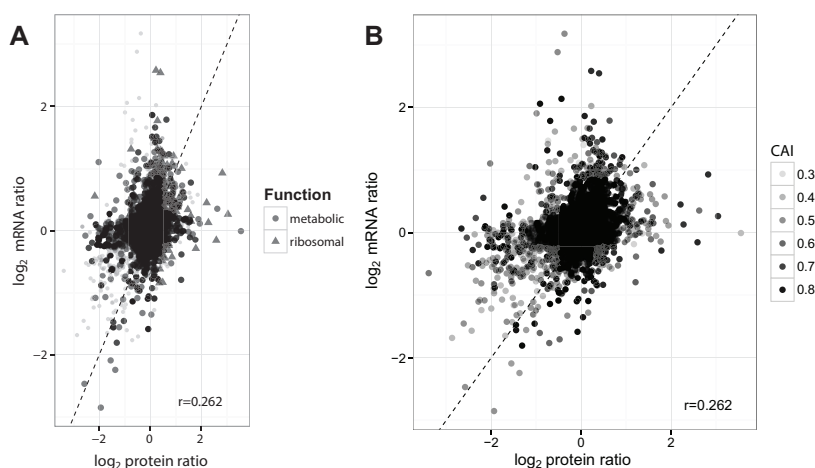 A
log2 mRNA ratio
2
0
−2
−2
0
2
log2 protein ratio
r=0.262
Function
metabolic
ribosomal
B
log2 mRNA ratio
2
0
−2
−2
0
2
log2 protein ratio
r=0.262
CAI
0.3
0.4
0.5
0.6
0.7
0.8